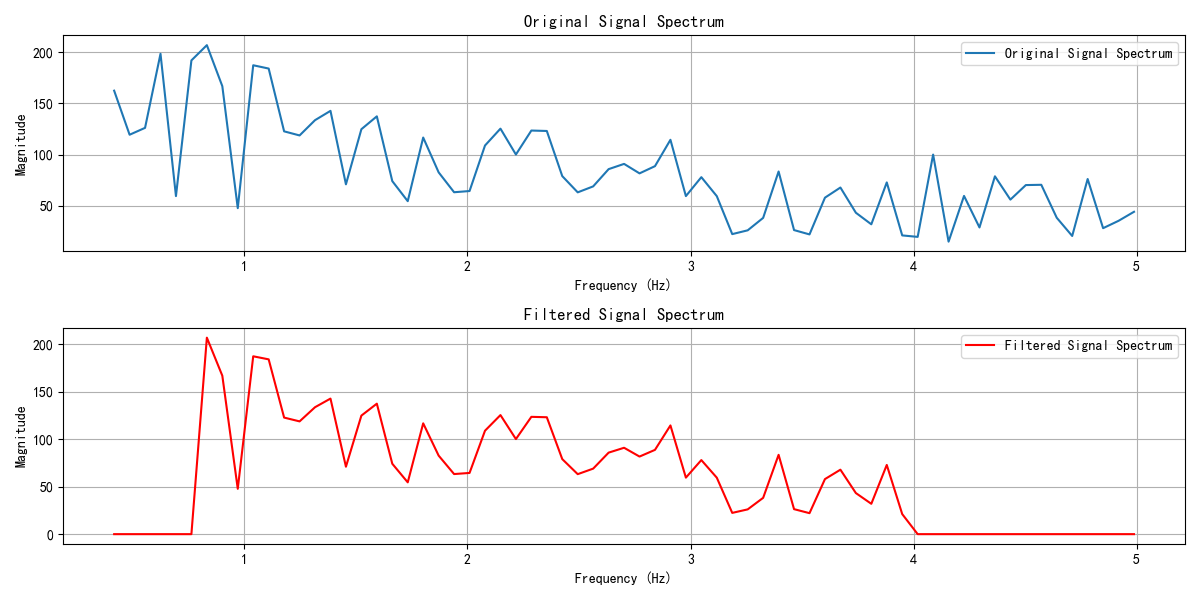 Original Signal Spectrum
Original Signal Spectrum
200
150
100
50
Magnitude
1 2 3 4 5
Frequency (Hz)
Filtered Signal Spectrum
Filtered Signal Spectrum
200
150
100
50
0
Magnitude
1 2 3 4 5
Frequency (Hz)